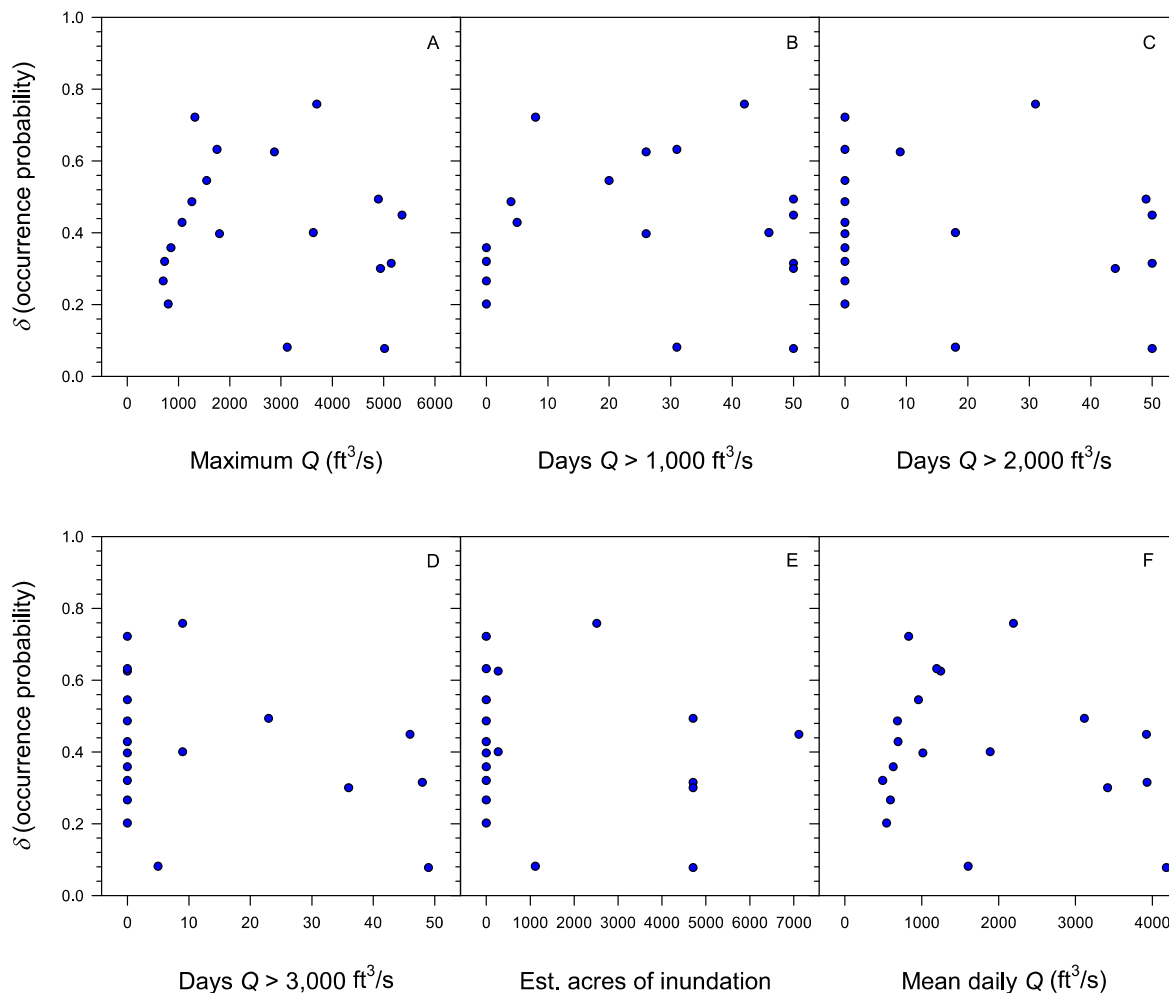 1.0
0.8
0.6
0.4
0.2
0.0
δ (occurrence probability)
A
B
C
0 1000 2000 3000 4000 5000 6000
0 10 20 30 40 50
0 10 20 30 40 50
Maximum Q (ft³/s)
Days Q > 1,000 ft³/s
Days Q > 2,000 ft³/s
1.0
0.8
0.6
0.4
0.2
0.0
δ (occurrence probability)
D
E
F
0 10 20 30 40 50
0 1000 2000 3000 4000 5000 6000 7000
0 1000 2000 3000 4000
Days Q > 3,000 ft³/s
Est. acres of inundation
Mean daily Q (ft³/s)